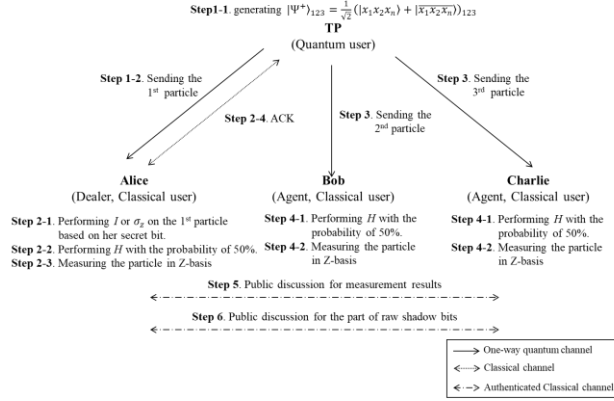 Step1-1. generating |Ψ⁺⟩₁₂₃ = 1/√2 (|x₁x₂xₙ⟩ + |x̅₁x̅₂x̅ₙ⟩)₁₂₃
TP
(Quantum user)
Step 1-2. Sending the
1st particle
Step 2-4. ACK
Step 3. Sending the
2nd particle
Step 3. Sending the
3rd particle
Alice
(Dealer, Classical user)
Step 2-1. Performing I or σz on the 1st particle
based on her secret bit.
Step 2-2. Performing H with the probability of 50%.
Step 2-3. Measuring the particle in Z-basis
Bob
(Agent, Classical user)
Step 4-1. Performing H with the
probability of 50%.
Step 4-2. Measuring the particle
in Z-basis
Charlie
(Agent, Classical user)
Step 4-1. Performing H with the
probability of 50%.
Step 4-2. Measuring the particle
in Z-basis
Step 5. Public discussion for measurement results
Step 6. Public discussion for the part of raw shadow bits
One-way quantum channel
Classical channel
Authenticated Classical channel